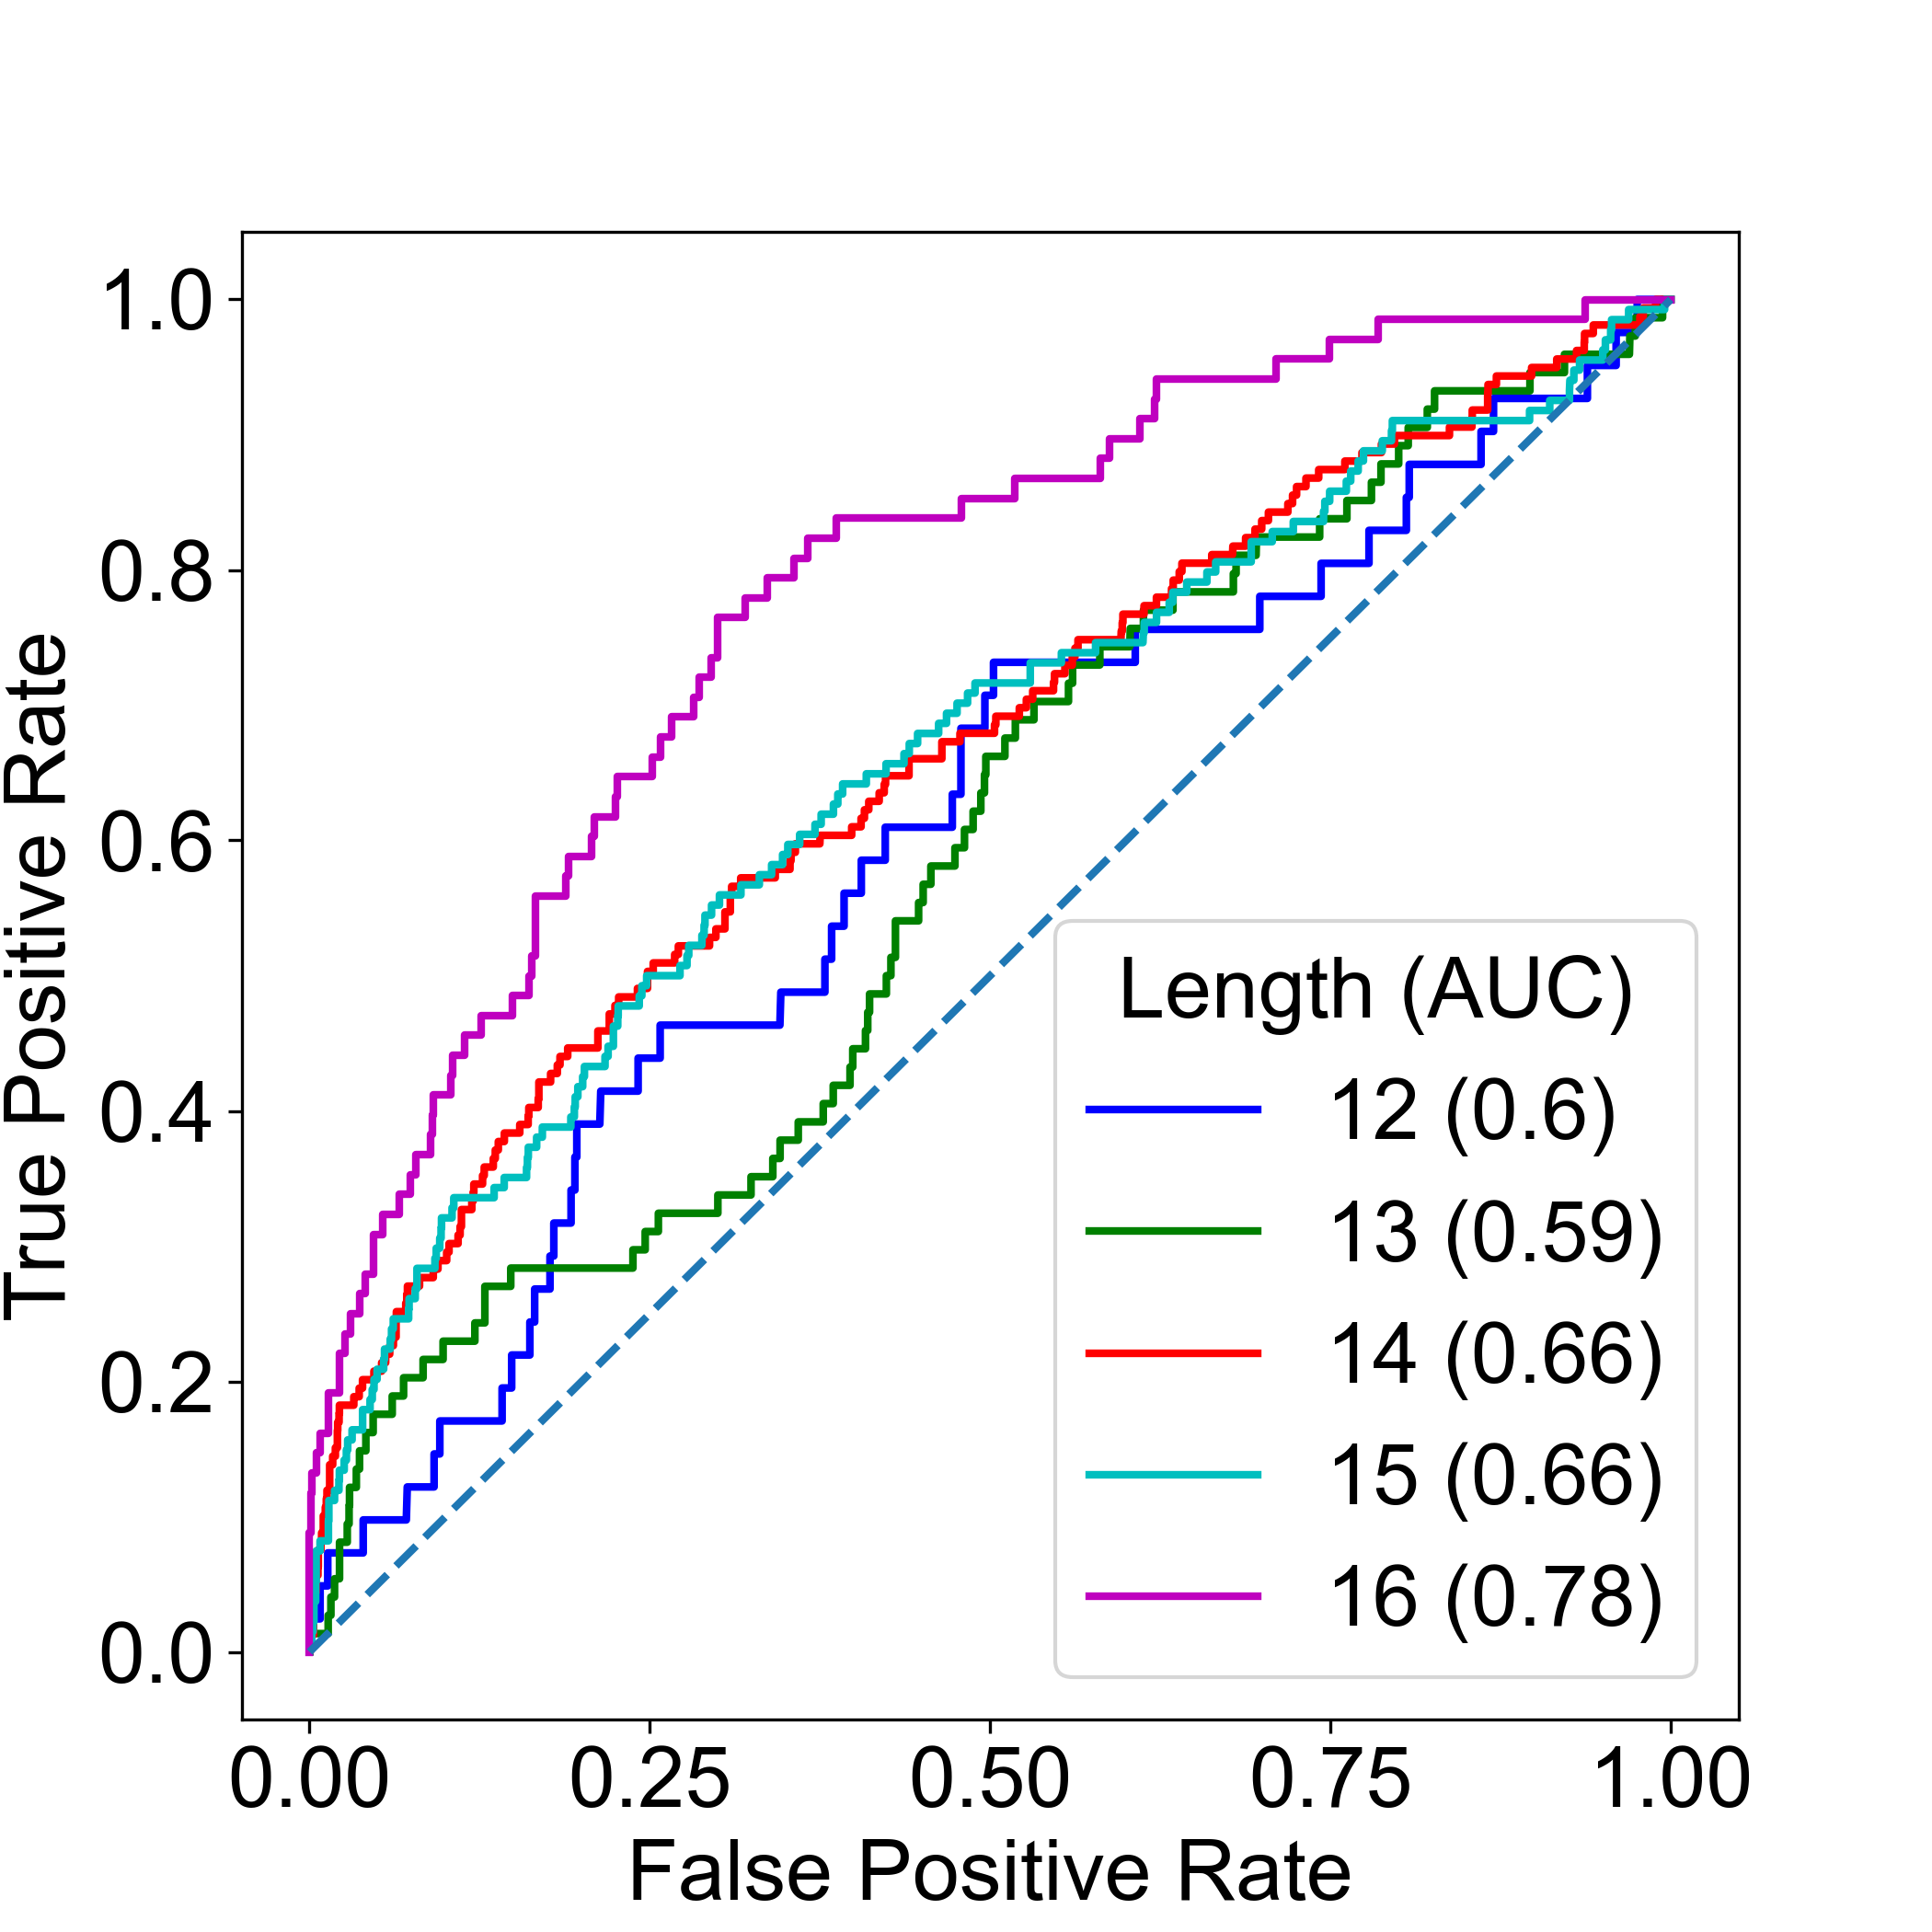 1.0
0.8
0.6
0.4
0.2
0.0
True Positive Rate
Length (AUC)
12 (0.6)
13 (0.59)
14 (0.66)
15 (0.66)
16 (0.78)
0.00 0.25 0.50 0.75 1.00
False Positive Rate